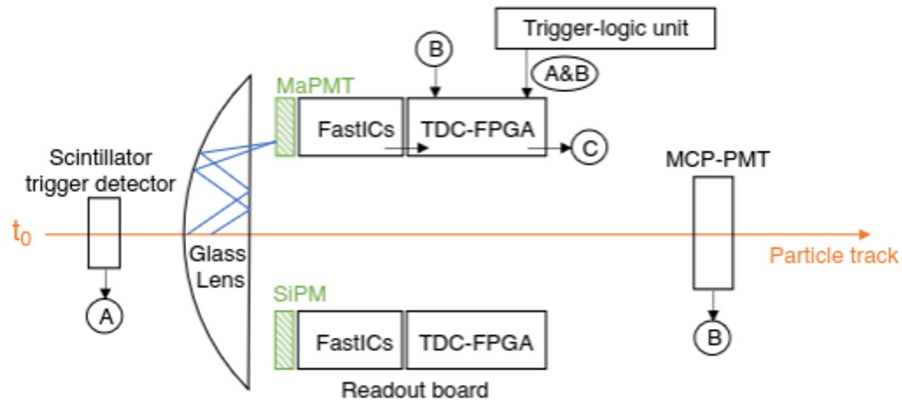 Trigger-logic unit
B
A&B
MaPMT
FastICs
TDC-FPGA
C
Scintillator
trigger detector
MCP-PMT
t0
Glass
Lens
Particle track
A
SiPM
FastICs
TDC-FPGA
B
Readout board